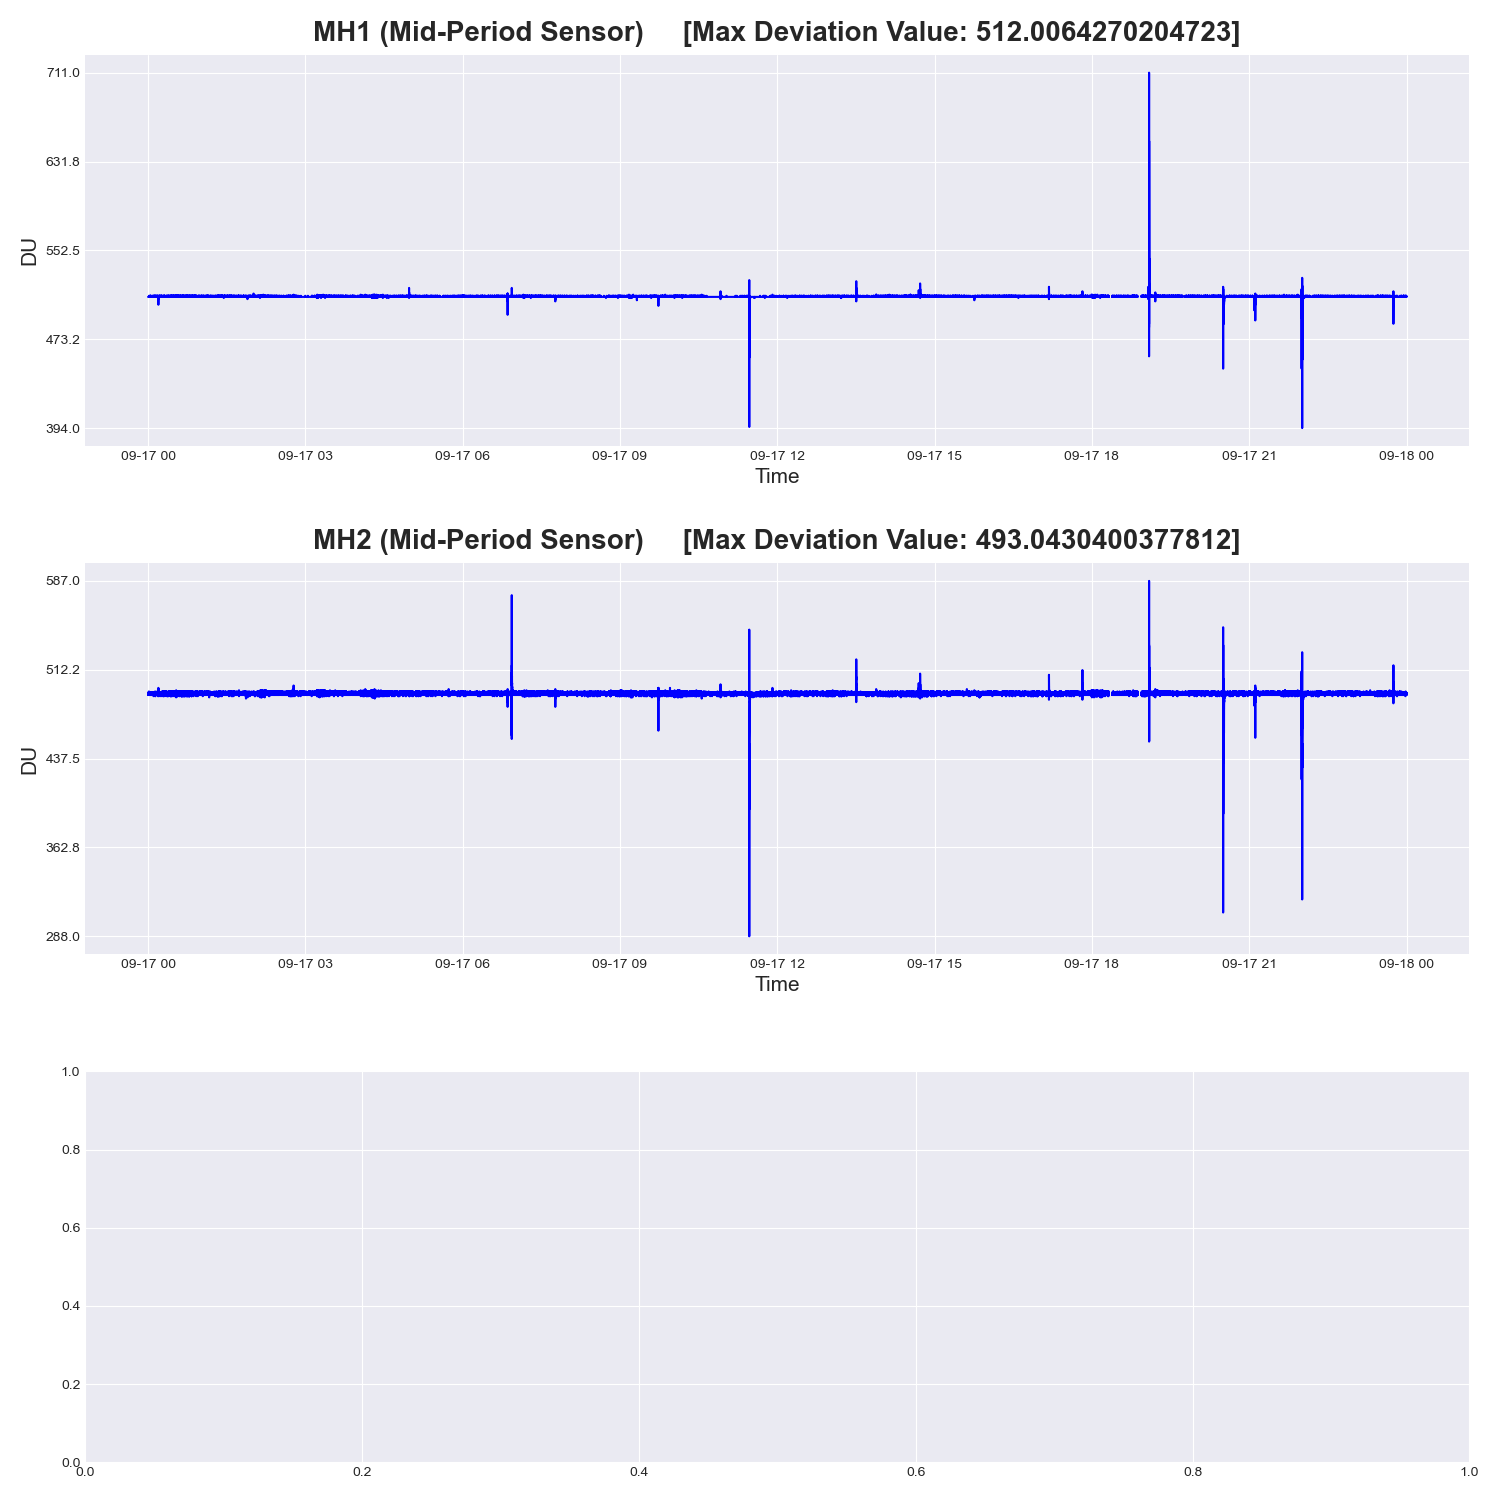 MH1 (Mid-Period Sensor) [Max Deviation Value: 512.0064270204723]
711.0
631.8
552.5
473.2
394.0
DU
09-17 00 09-17 03 09-17 06 09-17 09 09-17 12 09-17 15 09-17 18 09-17 21 09-18 00
Time
MH2 (Mid-Period Sensor) [Max Deviation Value: 493.0430400377812]
587.0
512.2
437.5
362.8
288.0
DU
09-17 00 09-17 03 09-17 06 09-17 09 09-17 12 09-17 15 09-17 18 09-17 21 09-18 00
Time
1.0
0.8
0.6
0.4
0.2
0.0
0.0 0.2 0.4 0.6 0.8 1.0